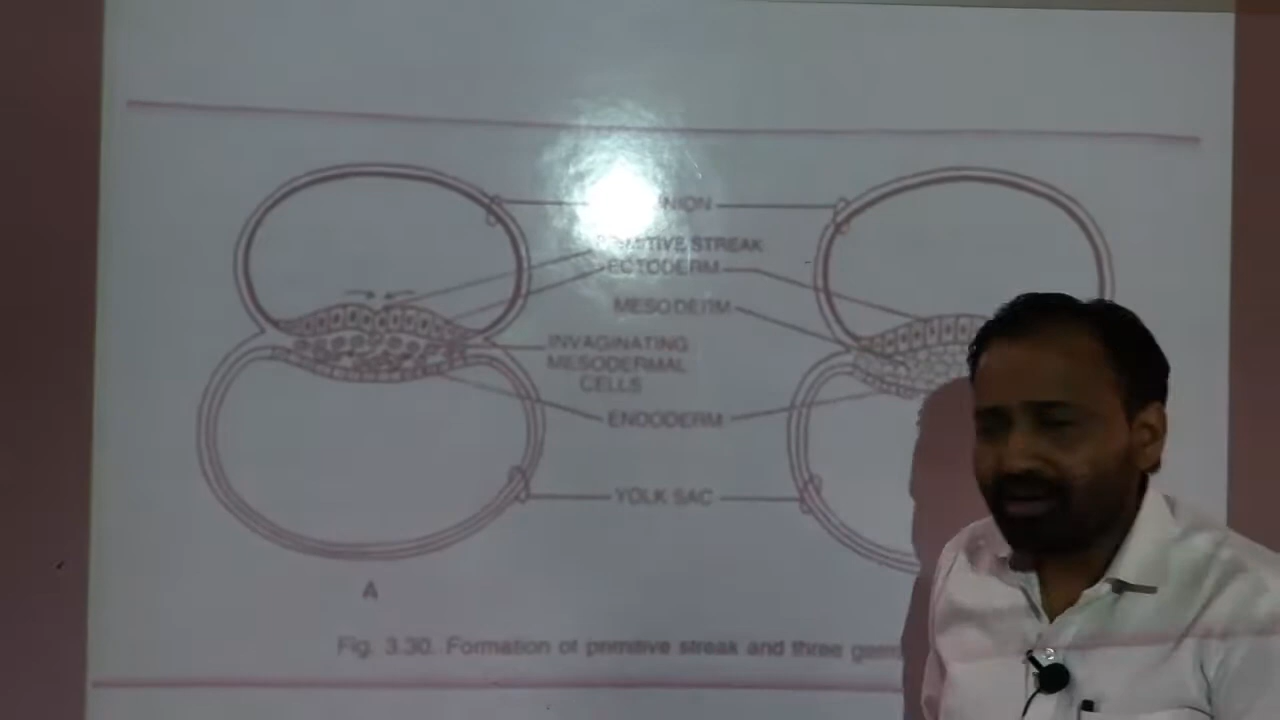 PRIMITIVE STREAK
ECTODERM
MESODERM
INVAGINATING
MESODERMAL
CELLS
ENDODERM
YOLK SAC
A
Fig. 3.30. Formation of primitive streak and three